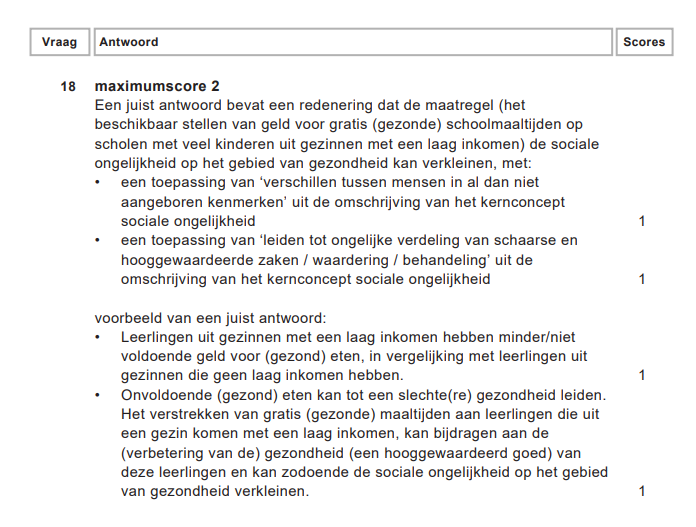 Vraag Antwoord Scores
18 maximumscore 2
Een juist antwoord bevat een redenering dat de maatregel (het
beschikbaar stellen van geld voor gratis (gezonde) schoolmaaltijden op
scholen met veel kinderen uit gezinnen met een laag inkomen) de sociale
ongelijkheid op het gebied van gezondheid kan verkleinen, met:
• een toepassing van ‘verschillen tussen mensen in al dan niet
aangeboren kenmerken’ uit de omschrijving van het kernconcept
sociale ongelijkheid 1
• een toepassing van ‘leiden tot ongelijke verdeling van schaarse en
hooggewaardeerde zaken / waardering / behandeling’ uit de
omschrijving van het kernconcept sociale ongelijkheid 1
voorbeeld van een juist antwoord:
• Leerlingen uit gezinnen met een laag inkomen hebben minder/niet
voldoende geld voor (gezond) eten, in vergelijking met leerlingen uit
gezinnen die geen laag inkomen hebben. 1
• Onvoldoende (gezond) eten kan tot een slechte(re) gezondheid leiden.
Het verstrekken van gratis (gezonde) maaltijden aan leerlingen die uit
een gezin komen met een laag inkomen, kan bijdragen aan de
(verbetering van de) gezondheid (een hooggewaardeerd goed) van
deze leerlingen en kan zodoende de sociale ongelijkheid op het gebied
van gezondheid verkleinen. 1